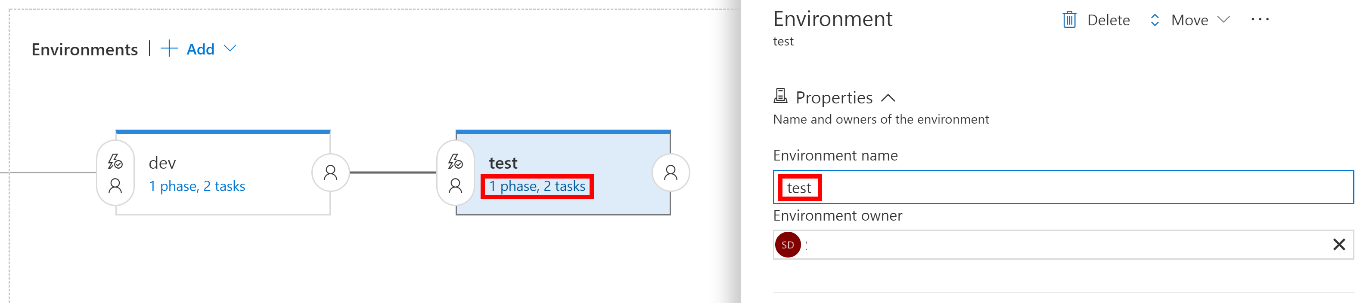 Environments | + Add
dev
1 phase, 2 tasks
test
1 phase, 2 tasks
Environment
Delete Move ...
test
Properties
Name and owners of the environment
Environment name
test
Environment owner
SD